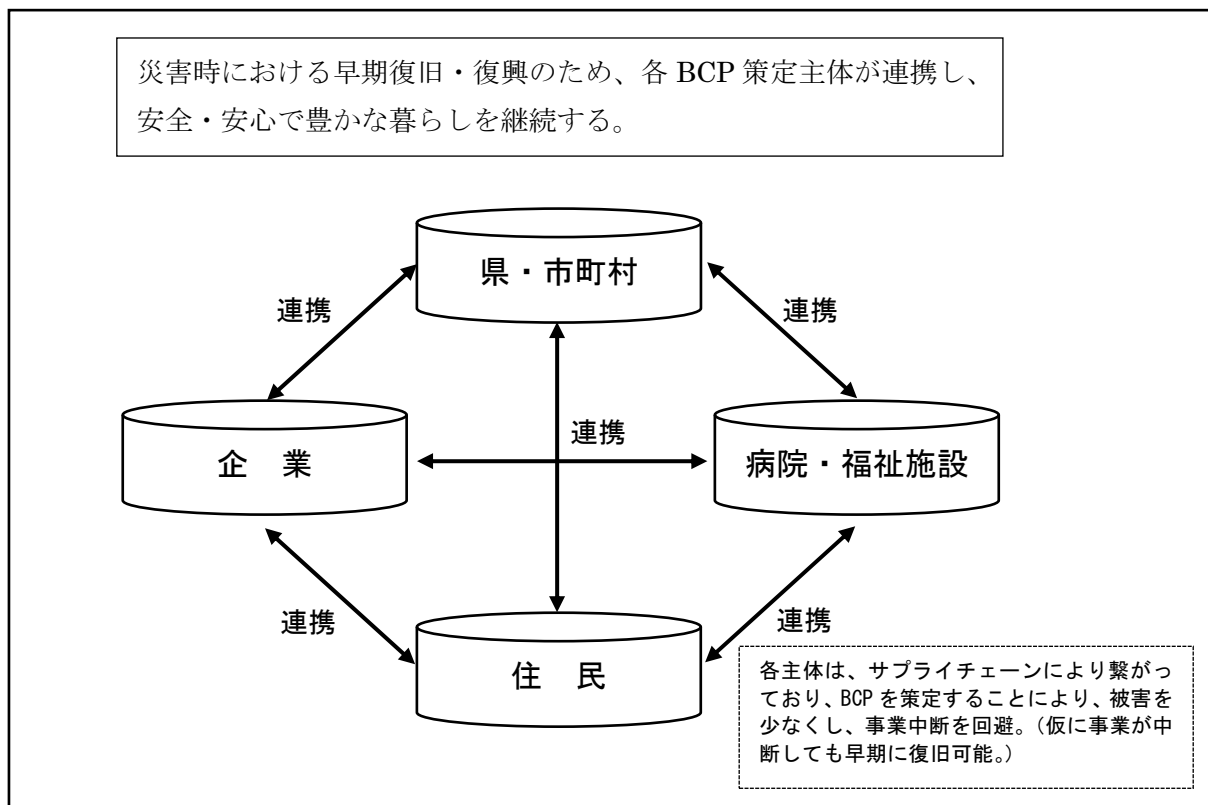 災害時における早期復旧・復興のため、各 BCP 策定主体が連携し、
安全・安心で豊かな暮らしを継続する。
県・市町村
連携
連携
企　業
連携
病院・福祉施設
連携
連携
住　民
各主体は、サプライチェーンにより繋がっ
ており、BCP を策定することにより、被害を
少なくし、事業中断を回避。（仮に事業が中
断しても早期に復旧可能。）